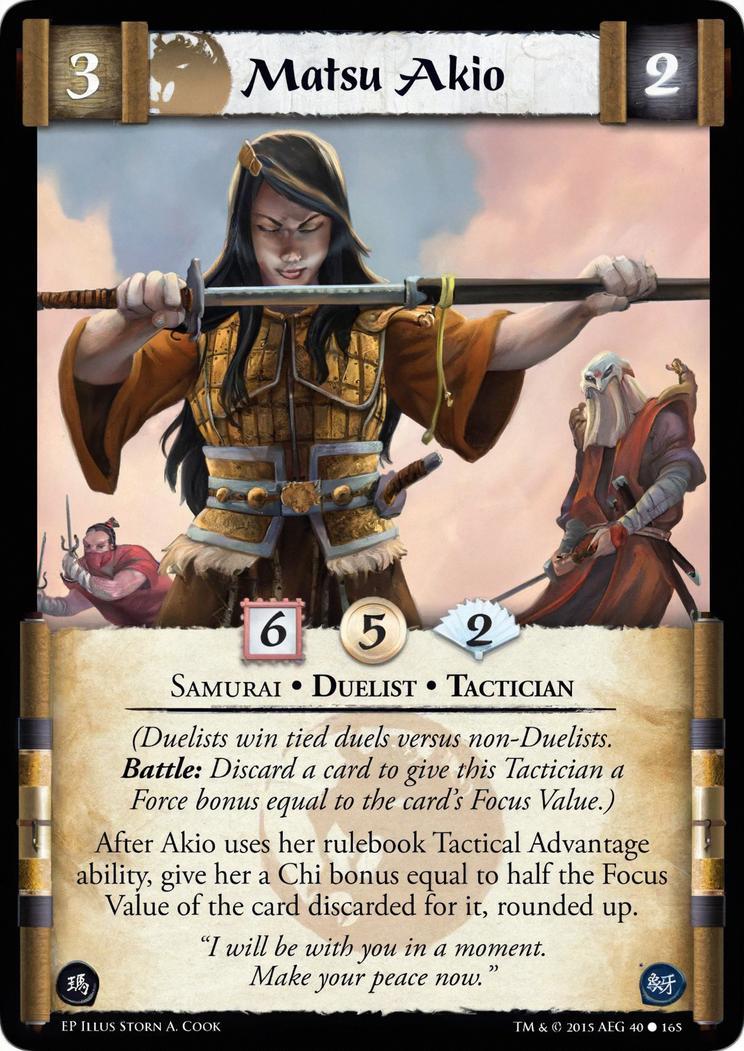 3
Matsu Akio
2
6
5
2
Samurai • Duelist • Tactician
(Duelists win tied duels versus non-Duelists.
Battle: Discard a card to give this Tactician a
Force bonus equal to the card's Focus Value.)
After Akio uses her rulebook Tactical Advantage
ability, give her a Chi bonus equal to half the Focus
Value of the card discarded for it, rounded up.
"I will be with you in a moment.
Make your peace now."
瑪
象牙
EP Illus Storn A. Cook
TM & © 2015 AEG 40 ● 16S